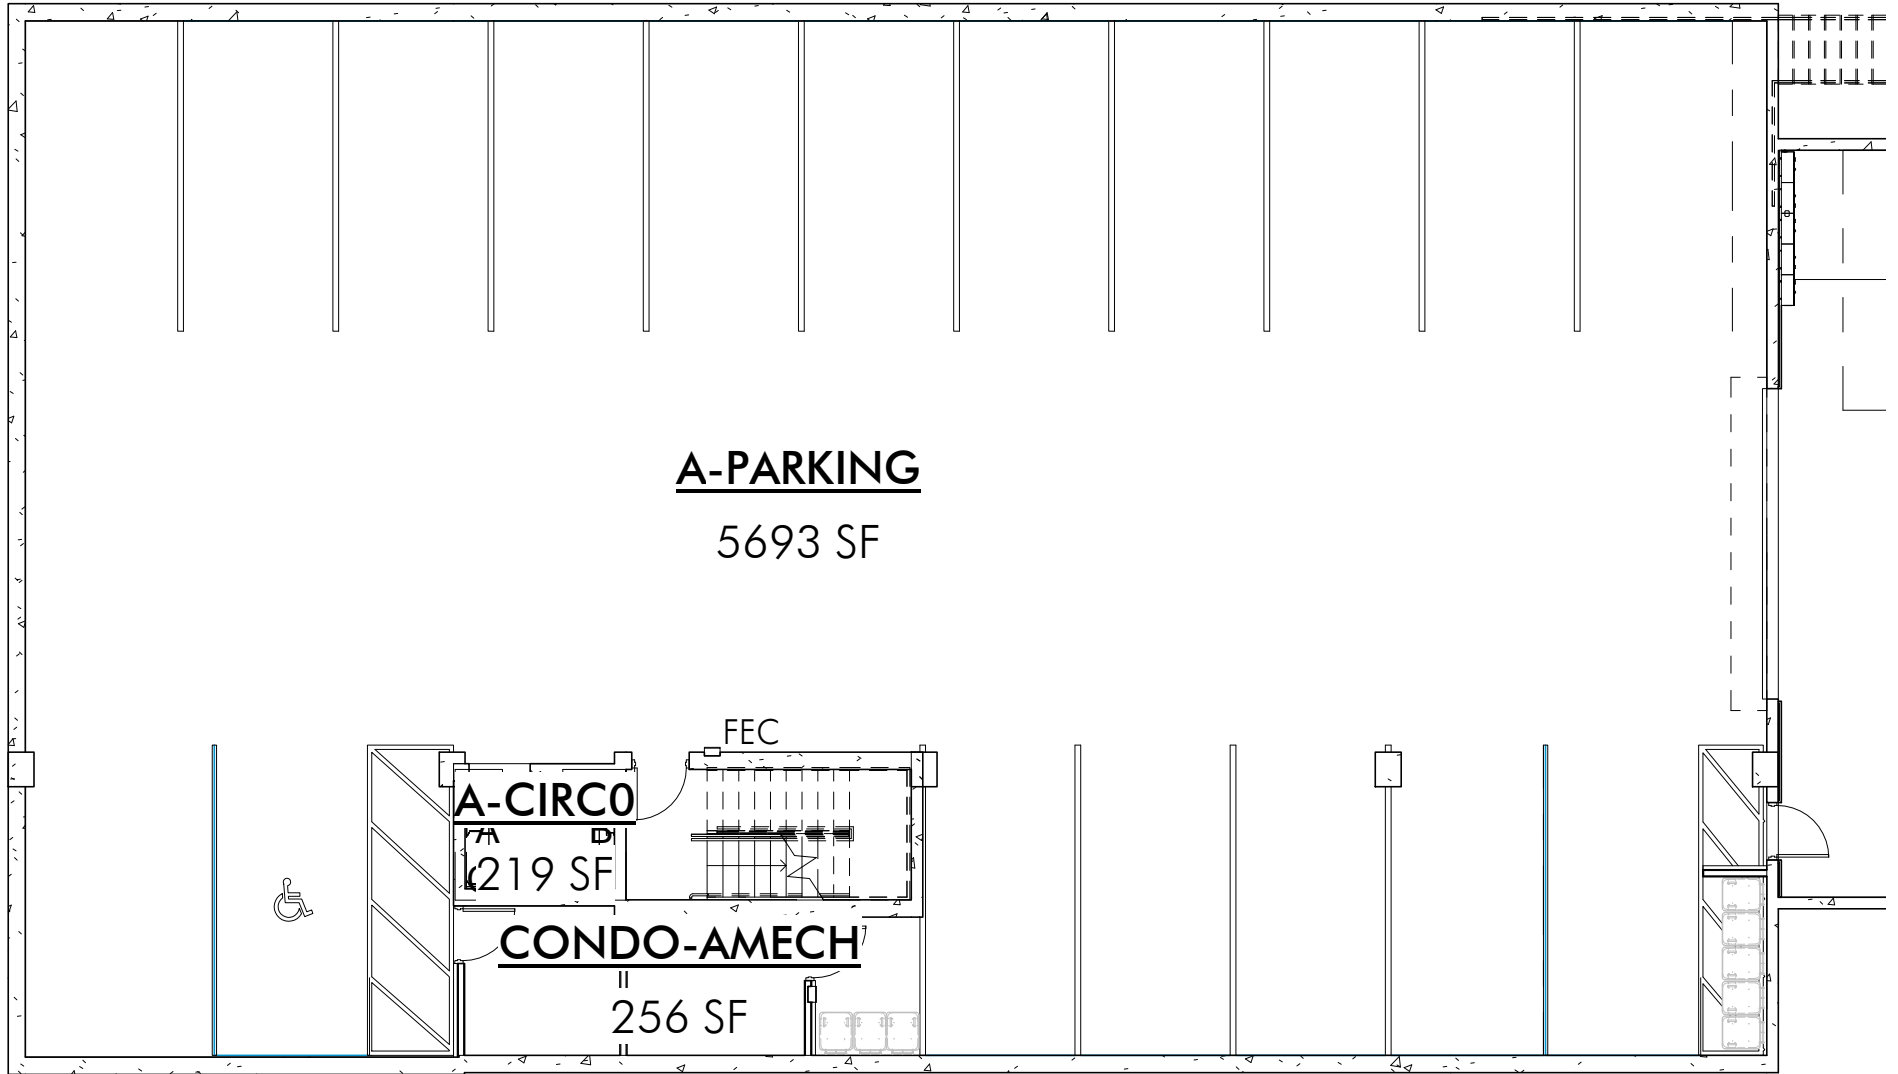 A-PARKING
5693 SF
FEC
A-CIRC0
A B
219 SF
CONDO-AMECH
256 SF